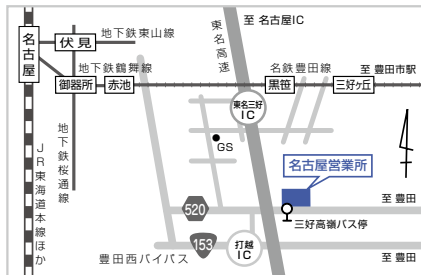 至 名古屋IC
地下鉄東山線
東名高速
名古屋
伏見
地下鉄鶴舞線
名鉄豊田線
至 豊田市駅
御器所
赤池
黒笹
三好ヶ丘
東名三好
IC
地下鉄桜通線
GS
JR東海道本線ほか
名古屋営業所
至 豊田
520
三好高嶺バス停
153
打越
IC
豊田西バイパス
至 豊田